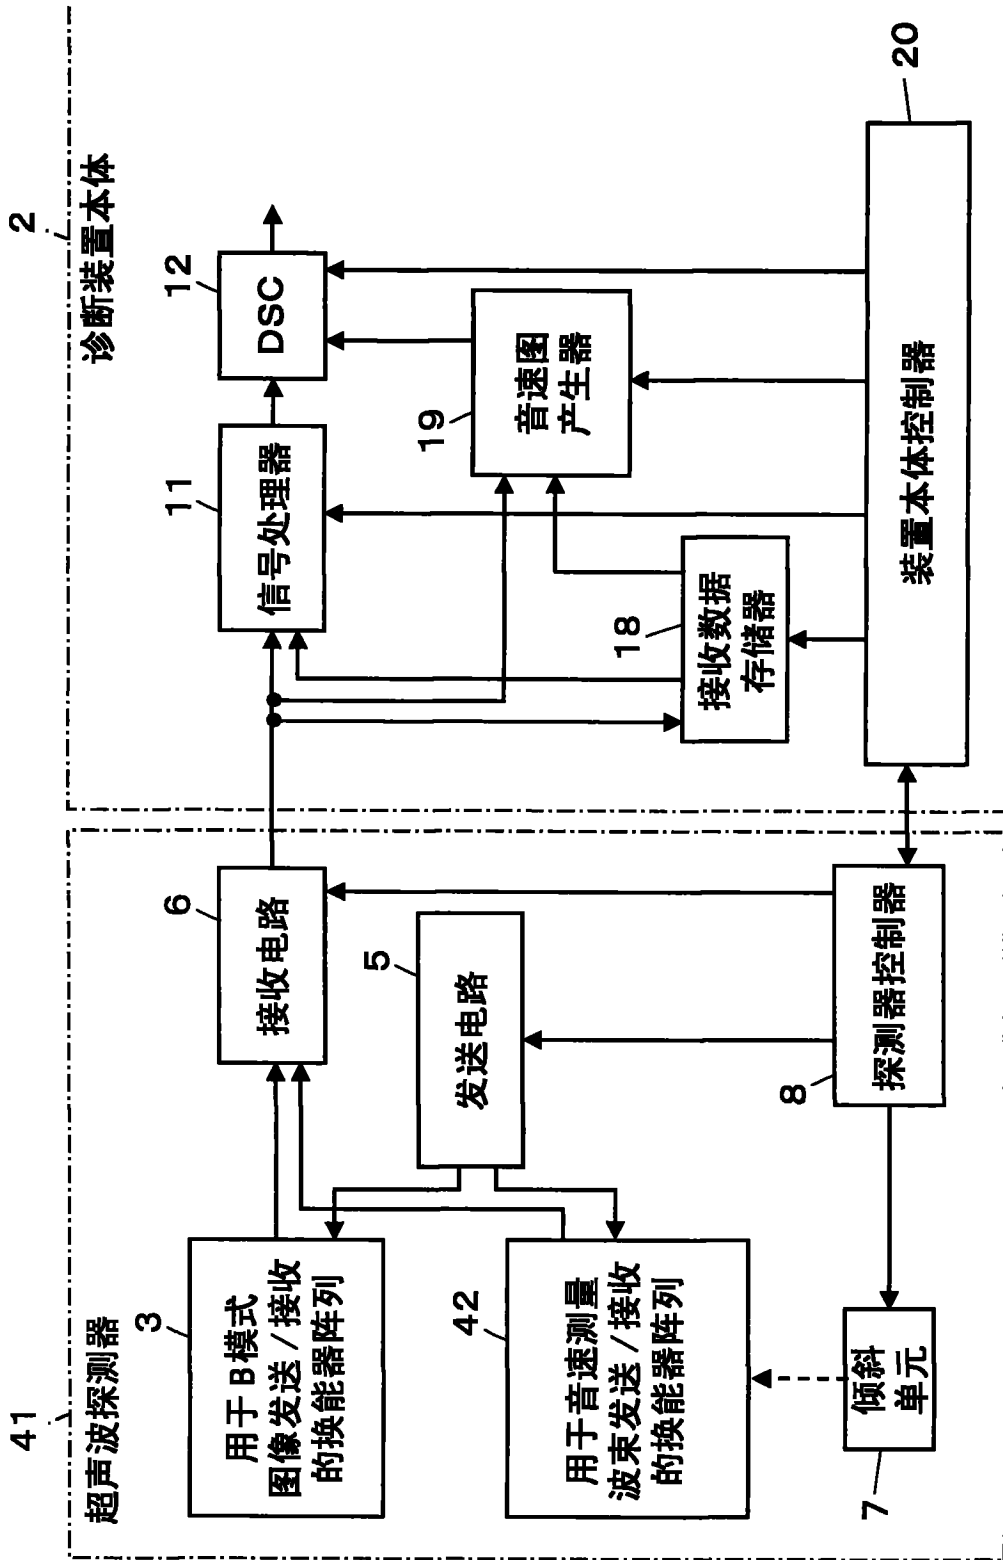 41
超声波探测器
3
用于B模式
图像发送/接收
的换能器阵列
42
用于音速测量
波束发送/接收
的换能器阵列
7
倾斜
单元
6
接收电路
5
发送电路
8
探测器控制器
2
诊断装置本体
11
信号处理器
12
DSC
19
音速图
产生器
18
接收数据
存储器
装置本体控制器
20